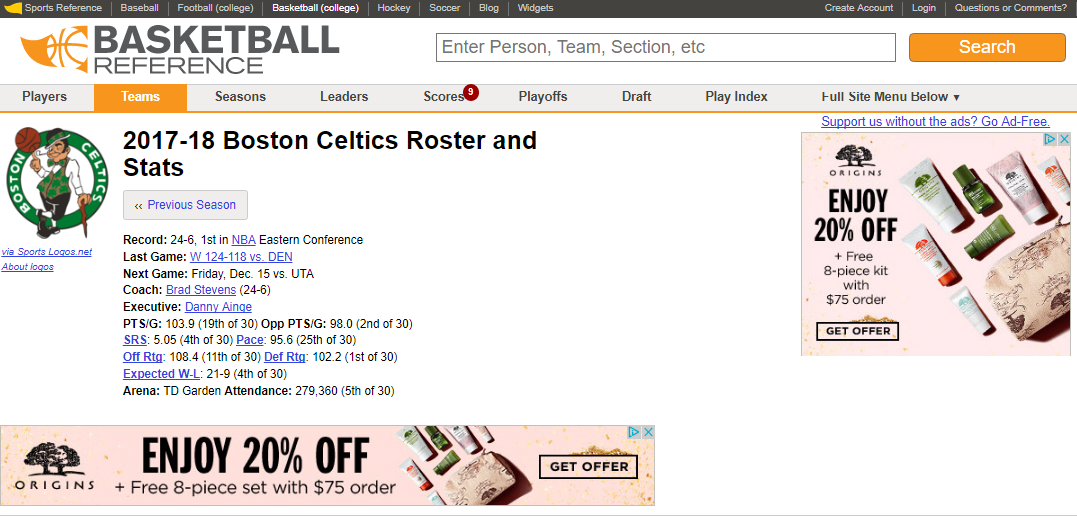 Sports Reference Baseball Football (college) Basketball (college) Hockey Soccer Blog Widgets Create Account Login Questions or Comments?
BASKETBALL
REFERENCE
Enter Person, Team, Section, etc Search
Players Teams Seasons Leaders Scores 9 Playoffs Draft Play Index Full Site Menu Below ▼
Support us without the ads? Go Ad-Free.
BOSTON CELTICS
via Sports Logos.net
About logos
2017-18 Boston Celtics Roster and
Stats
‹‹ Previous Season
Record: 24-6, 1st in NBA Eastern Conference
Last Game: W 124-118 vs. DEN
Next Game: Friday, Dec. 15 vs. UTA
Coach: Brad Stevens (24-6)
Executive: Danny Ainge
PTS/G: 103.9 (19th of 30) Opp PTS/G: 98.0 (2nd of 30)
SRS: 5.05 (4th of 30) Pace: 95.6 (25th of 30)
Off Rtg: 108.4 (11th of 30) Def Rtg: 102.2 (1st of 30)
Expected W-L: 21-9 (4th of 30)
Arena: TD Garden Attendance: 279,360 (5th of 30)
ORIGINS
ENJOY
20% OFF
+ Free
8-piece kit
with
$75 order
GET OFFER
ORIGINS
ENJOY 20% OFF
+ Free 8-piece set with $75 order
GET OFFER